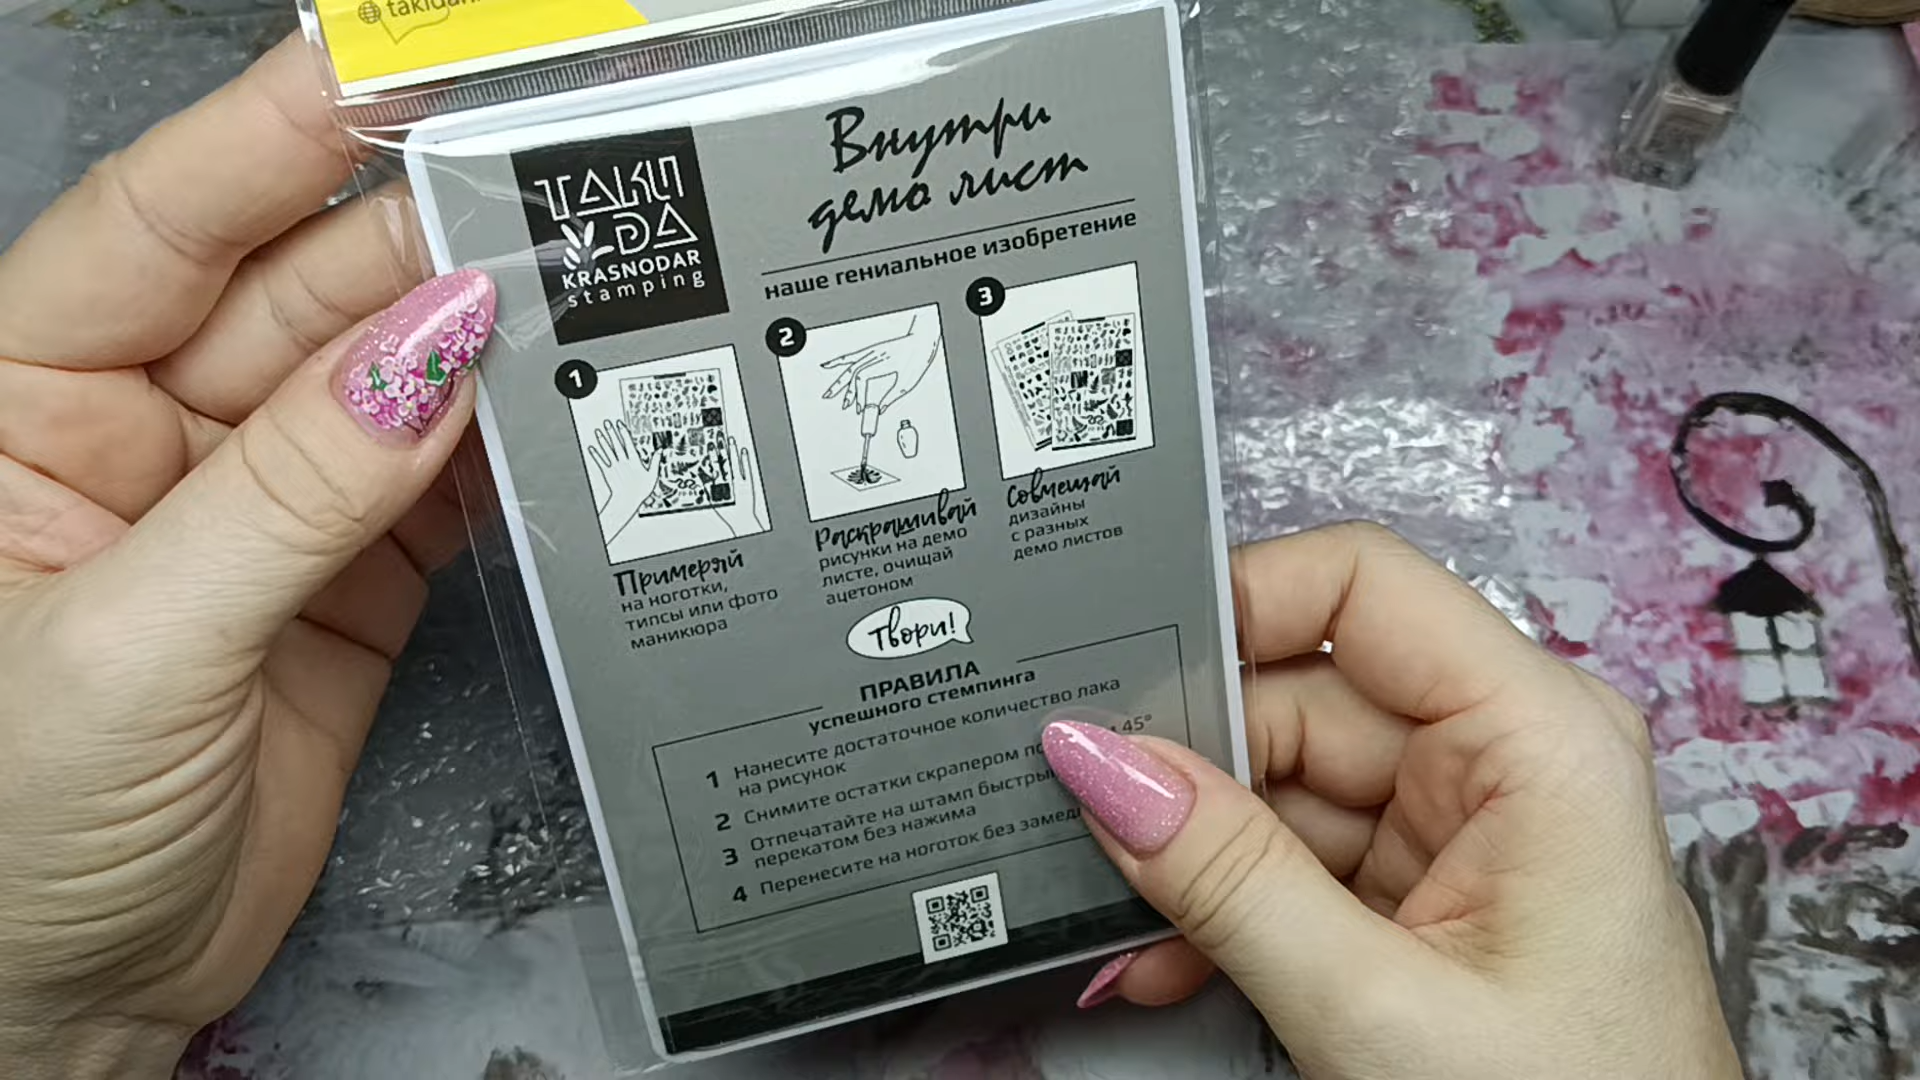 TAKI
DA
KRASNODAR
stamping
Внутри
демо лист
наше гениальное изобретение
1
2
3
Примеряй
на ноготки,
типсы или фото
маникюра
Раскрашивай
рисунки на демо
листе, очищай
ацетоном
Совмещай
дизайны
с разных
демо листов
Твори!
ПРАВИЛА
успешного стемпинга
1 Нанесите достаточное количество лака
на рисунок
2 Снимите остатки скрапером 45°
3 Отпечатайте на штамп
перекатом без нажима
4 Перенесите на ноготок без